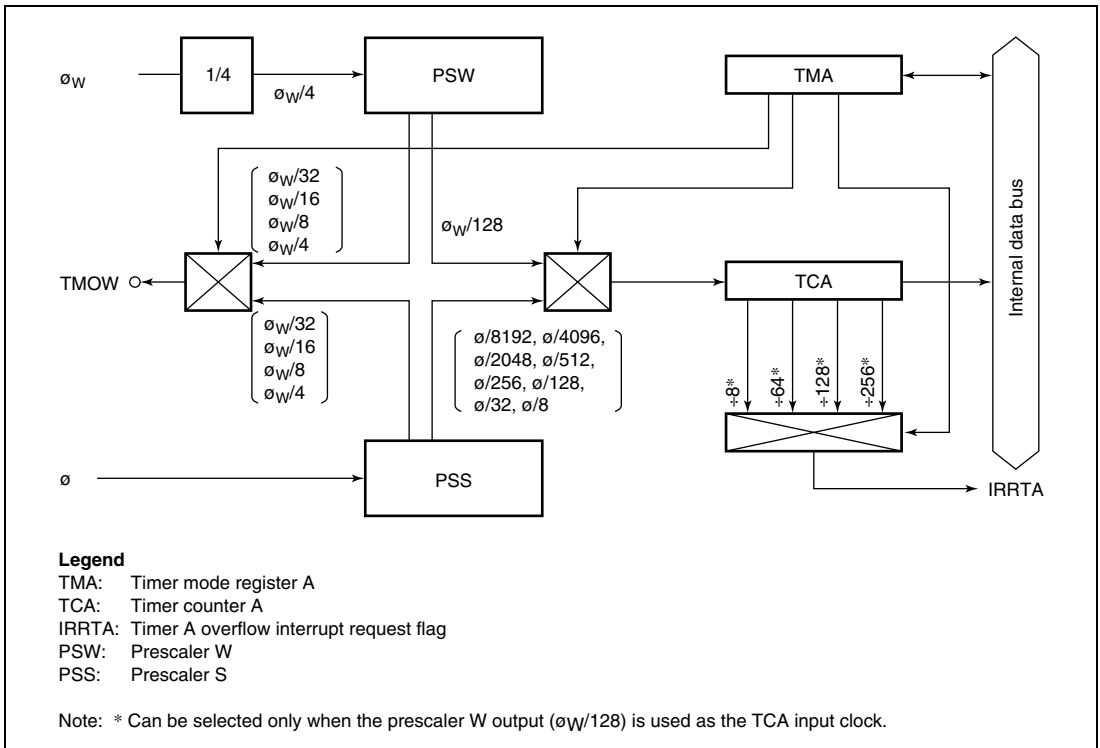 øW
1/4
øW/4
PSW
TMA
øW/32
øW/16
øW/8
øW/4
øW/128
TMOW
TCA
Internal data bus
øW/32
øW/16
øW/8
øW/4
ø/8192, ø/4096,
ø/2048, ø/512,
ø/256, ø/128,
ø/32, ø/8
÷8*
÷64*
÷128*
÷256*
ø
PSS
IRRTA
Legend
TMA: Timer mode register A
TCA: Timer counter A
IRRTA: Timer A overflow interrupt request flag
PSW: Prescaler W
PSS: Prescaler S
Note: * Can be selected only when the prescaler W output (øW/128) is used as the TCA input clock.